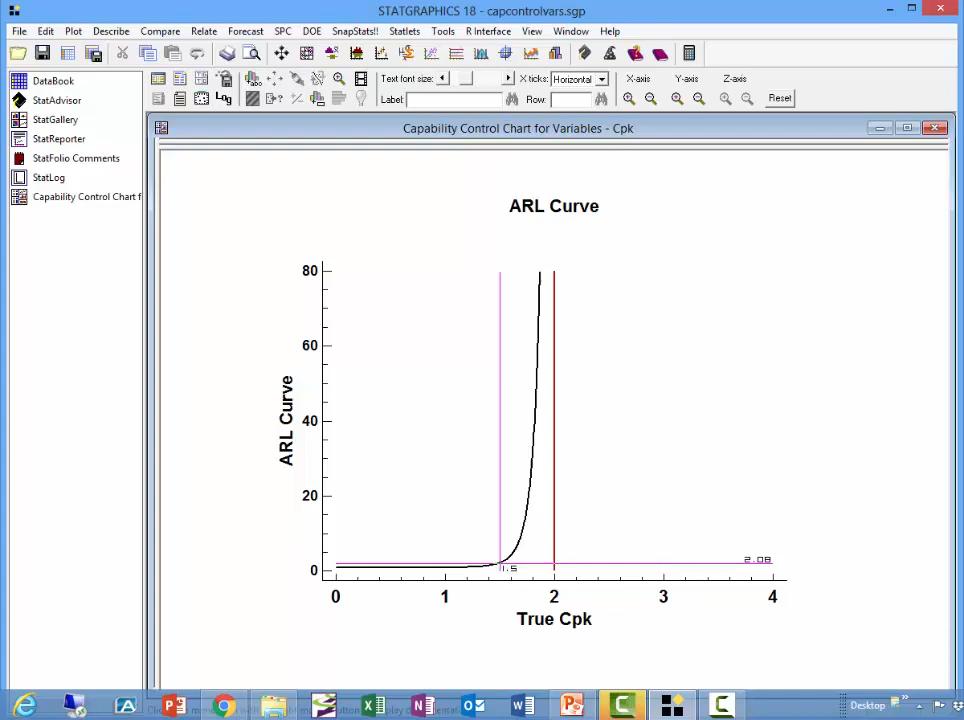 STATGRAPHICS 18 - capcontrolvars.sgp
File Edit Plot Describe Compare Relate Forecast SPC DOE SnapStats!! Statlets Tools R Interface View Window Help
DataBook
StatAdvisor
StatGallery
StatReporter
StatFolio Comments
StatLog
Capability Control Chart f
Text font size: X ticks: Horizontal X-axis Y-axis Z-axis
Log Label: Row: Reset
Capability Control Chart for Variables - Cpk
ARL Curve
80
60
40
20
0
ARL Curve
2.08
1.5
0 1 2 3 4
True Cpk
Desktop